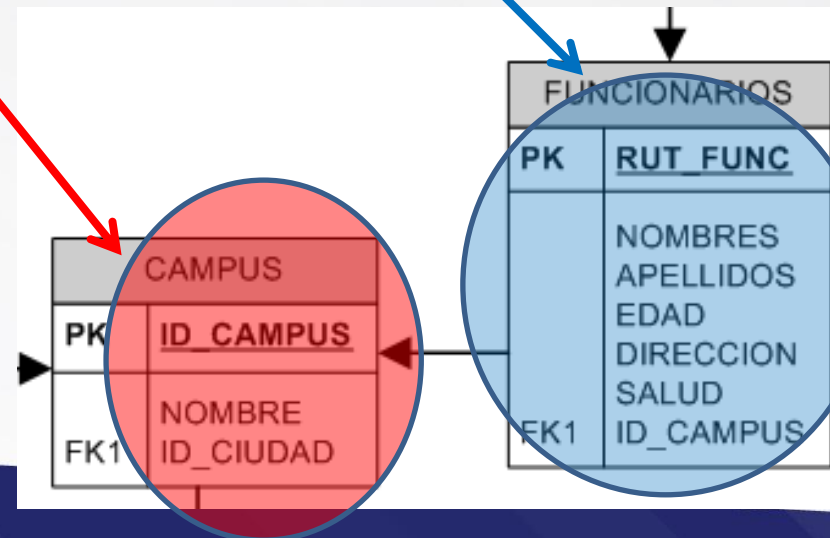 FUNCIONARIOS
PK RUT_FUNC
NOMBRES
APELLIDOS
EDAD
DIRECCION
SALUD
FK1 ID_CAMPUS
CAMPUS
PK ID_CAMPUS
NOMBRE
FK1 ID_CIUDAD